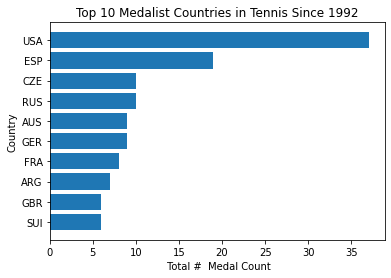 Top 10 Medalist Countries in Tennis Since 1992
Country
USA
ESP
CZE
RUS
AUS
GER
FRA
ARG
GBR
SUI
0 5 10 15 20 25 30 35
Total # Medal Count